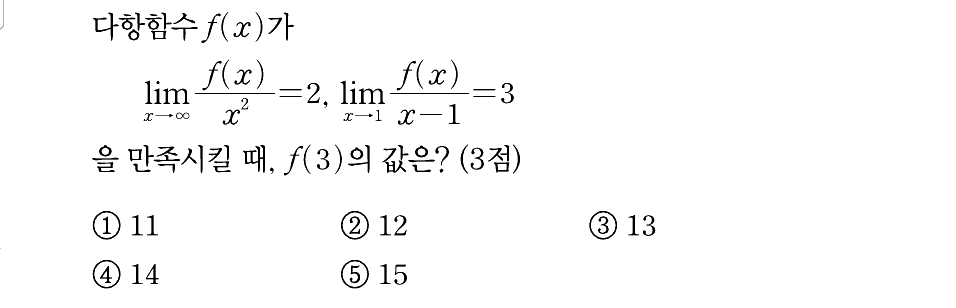 다항함수 f(x)가
lim_{x→∞} f(x)/x² = 2, lim_{x→1} f(x)/(x-1) = 3
을 만족시킬 때, f(3)의 값은? (3점)
① 11 ② 12 ③ 13
④ 14 ⑤ 15